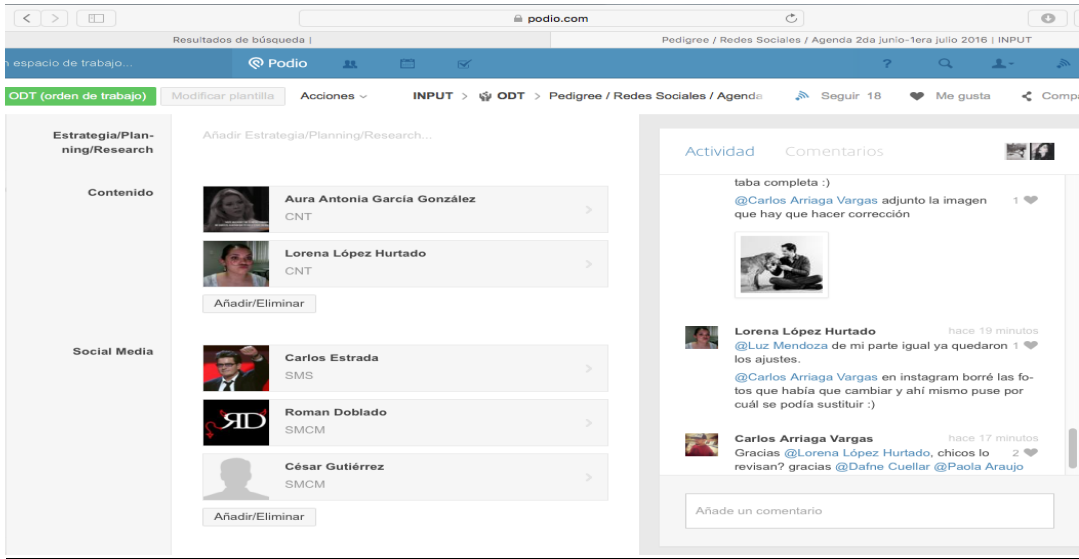 podio.com
Resultados de búsqueda |
Pedigree / Redes Sociales / Agenda 2da junio-1era julio 2016 | INPUT
espacio de trabajo...
Podio
?
ODT (orden de trabajo)
Modificar plantilla
Acciones
INPUT > ODT > Pedigree / Redes Sociales / Agenda
Seguir 18
Me gusta
Compa
Estrategia/Plan-
ning/Research
Añadir Estrategia/Planning/Research...
Contenido
Aura Antonia García González
CNT
Lorena López Hurtado
CNT
Añadir/Eliminar
Social Media
Carlos Estrada
SMS
RD
Roman Doblado
SMCM
César Gutiérrez
SMCM
Añadir/Eliminar
Actividad
Comentarios
taba completa :)
@Carlos Arriaga Vargas adjunto la imagen 1
que hay que hacer corrección
Lorena López Hurtado hace 19 minutos
@Luz Mendoza de mi parte igual ya quedaron 1
los ajustes.
@Carlos Arriaga Vargas en instagram borré las fo-
tos que había que cambiar y ahí mismo puse por
cuál se podía sustituir :)
Carlos Arriaga Vargas hace 17 minutos
Gracias @Lorena López Hurtado, chicos lo 2
revisan? gracias @Dafne Cuellar @Paola Araujo
Añade un comentario